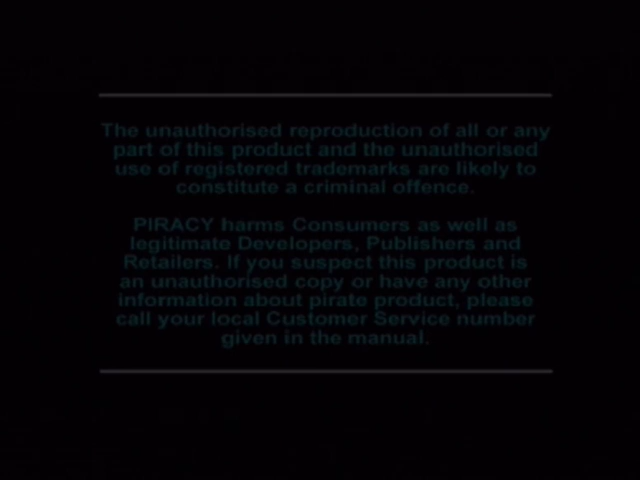 The unauthorised reproduction of all or any
part of this product and the unauthorised
use of registered trademarks are likely to
constitute a criminal offence.
PIRACY harms Consumers as well as
legitimate Developers, Publishers and
Retailers. If you suspect this product is
an unauthorised copy or have any other
information about pirate product, please
call your local Customer Service number
given in the manual.